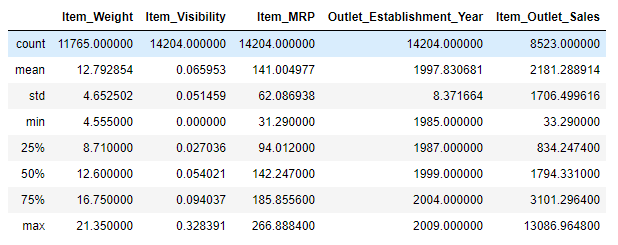 Item_Weight Item_Visibility Item_MRP Outlet_Establishment_Year Item_Outlet_Sales
count 11765.000000 14204.000000 14204.000000 14204.000000 8523.000000
mean 12.792854 0.065953 141.004977 1997.830681 2181.288914
std 4.652502 0.051459 62.086938 8.371664 1706.499616
min 4.555000 0.000000 31.290000 1985.000000 33.290000
25% 8.710000 0.027036 94.012000 1987.000000 834.247400
50% 12.600000 0.054021 142.247000 1999.000000 1794.331000
75% 16.750000 0.094037 185.855600 2004.000000 3101.296400
max 21.350000 0.328391 266.888400 2009.000000 13086.964800